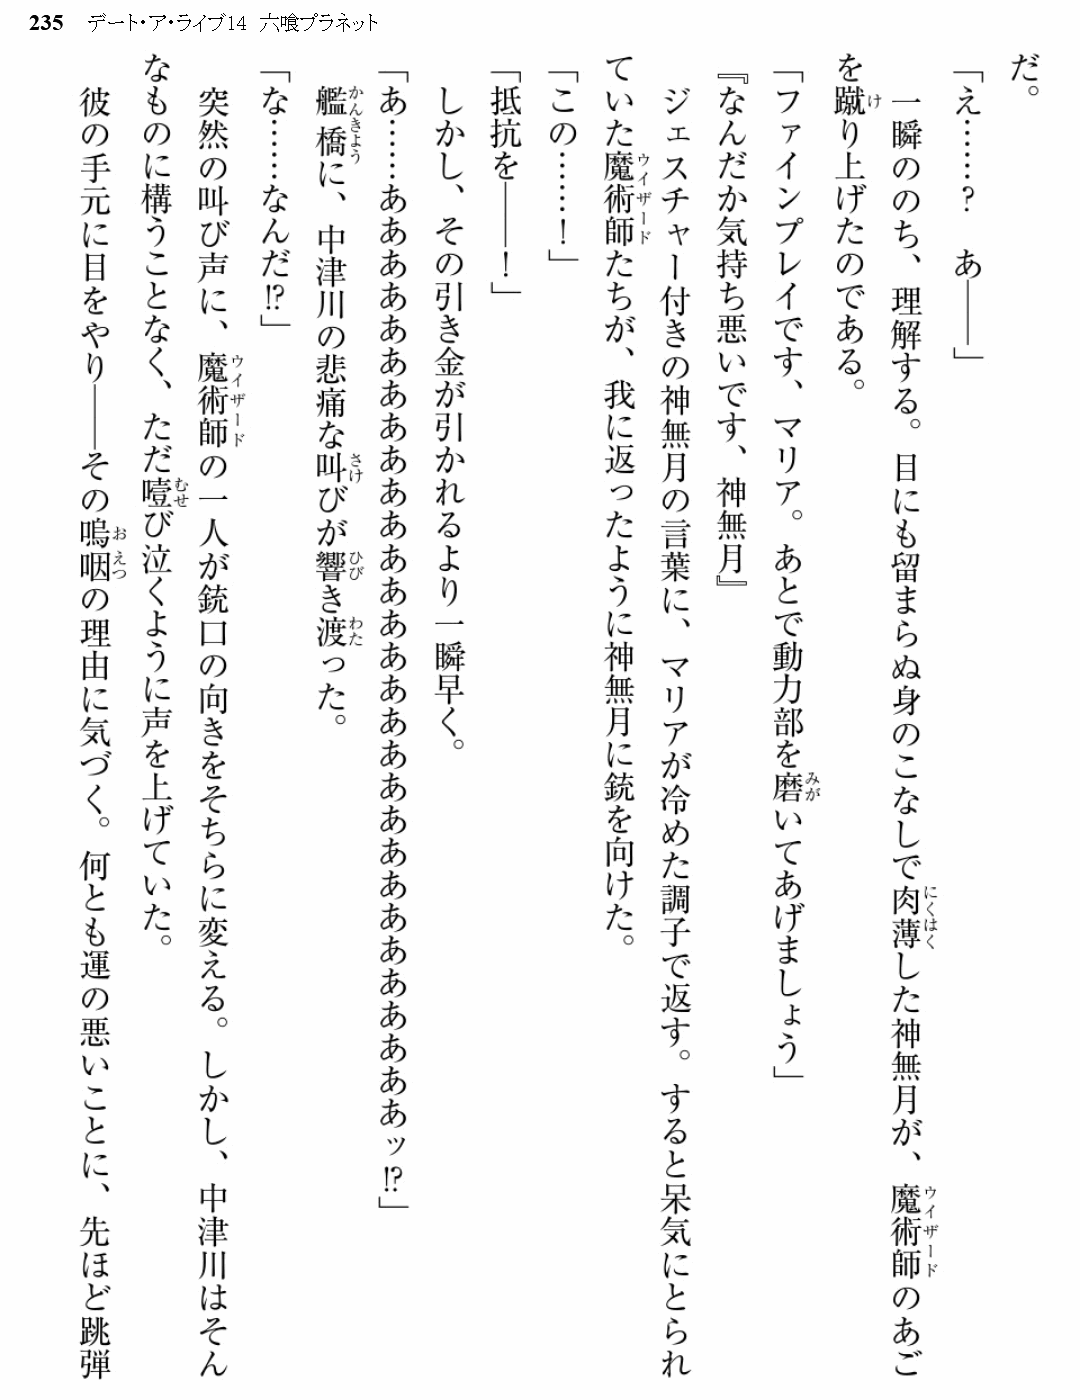 235 デート・ア・ライブ14 六喰プラネット
だ。
「え……？　あ――」
　一瞬ののち、理解する。目にも留まらぬ身のこなしで肉薄した神無月が、魔術師のあご
を蹴り上げたのである。
「ファインプレイです、マリア。あとで動力部を磨いてあげましょう」
『なんだか気持ち悪いです、神無月』
　ジェスチャー付きの神無月の言葉に、マリアが冷めた調子で返す。すると呆気にとられ
ていた魔術師たちが、我に返ったように神無月に銃を向けた。
「この……！」
「抵抗を――！」
　しかし、その引き金が引かれるより一瞬早く。
「あ……ああああああああああああああああああああああああああああああッ!?」
　艦橋に、中津川の悲痛な叫びが響き渡った。
「な……なんだ!?」
　突然の叫び声に、魔術師の一人が銃口の向きをそちらに変える。しかし、中津川はそん
なものに構うことなく、ただ噎び泣くように声を上げていた。
　彼の手元に目をやり――その嗚咽の理由に気づく。何とも運の悪いことに、先ほど跳弾